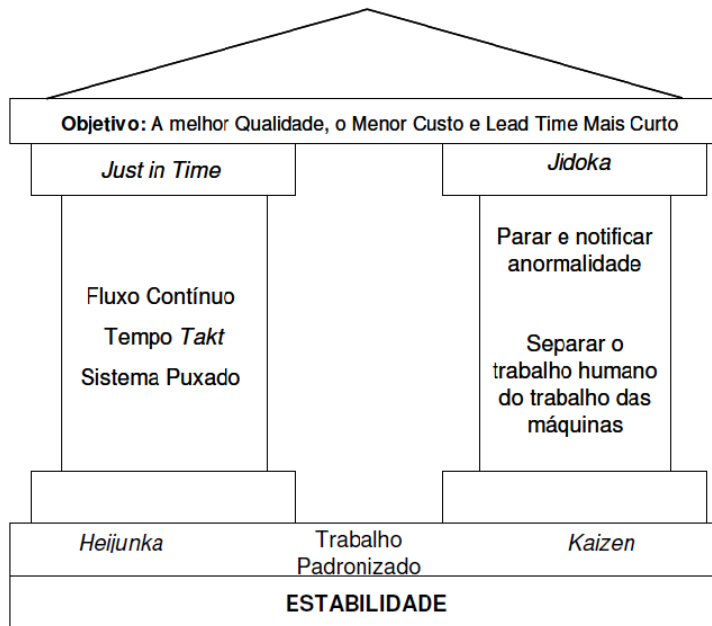 Objetivo: A melhor Qualidade, o Menor Custo e Lead Time Mais Curto
Just in Time
Jidoka
Fluxo Contínuo
Tempo Takt
Sistema Puxado
Parar e notificar
anormalidade
Separar o
trabalho humano
do trabalho das
máquinas
Heijunka
Trabalho
Padronizado
Kaizen
ESTABILIDADE